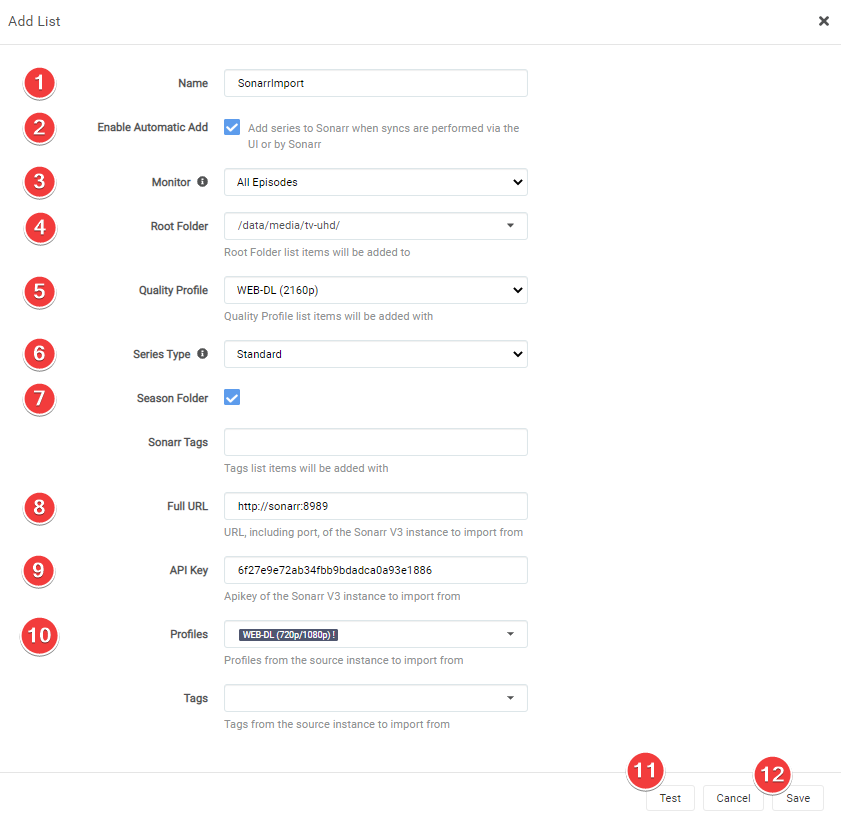 Add List ×
1 Name SonarrImport
2 Enable Automatic Add Add series to Sonarr when syncs are performed via the
UI or by Sonarr
3 Monitor All Episodes
4 Root Folder /data/media/tv-uhd/
Root Folder list items will be added to
5 Quality Profile WEB-DL (2160p)
Quality Profile list items will be added with
6 Series Type Standard
7 Season Folder
Sonarr Tags
Tags list items will be added with
8 Full URL http://sonarr:8989
URL, including port, of the Sonarr V3 instance to import from
9 API Key 6f27e9e72ab34fbb9bdadca0a93e1886
Apikey of the Sonarr V3 instance to import from
10 Profiles WEB-DL (720p/1080p) !
Profiles from the source instance to import from
Tags
Tags from the source instance to import from
11 12
Test Cancel Save